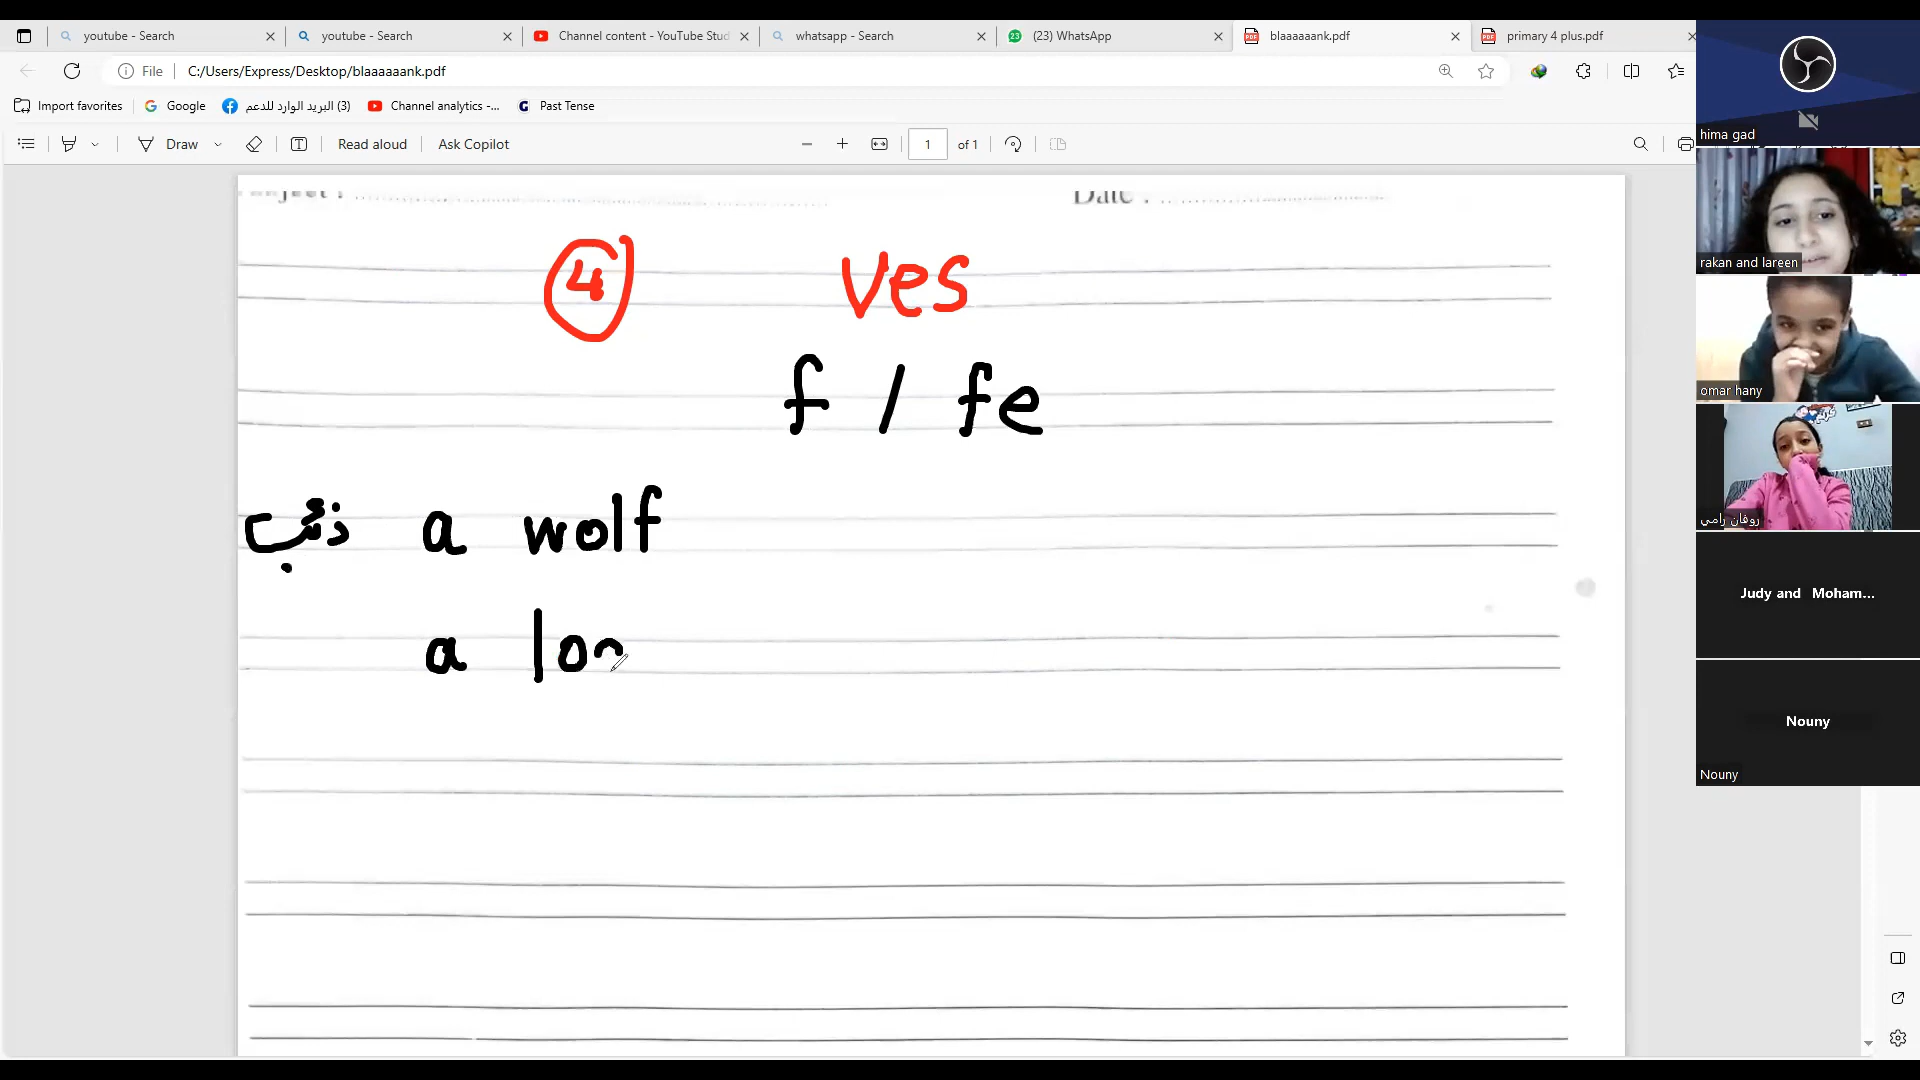 youtube - Search
youtube - Search
Channel content - YouTube Stud
whatsapp - Search
(23) WhatsApp
blaaaaaank.pdf
primary 4 plus.pdf
File C:/Users/Express/Desktop/blaaaaaank.pdf
Import favorites
Google
(3) البريد الوارد للدعم
Channel analytics -...
Past Tense
Draw
Read aloud
Ask Copilot
1 of 1
Date :
4 ves
f / fe
ذئب a wolf
a loa
hima gad
rakan and lareen
omar hany
روفان رامي
Judy and Moham...
Nouny
Nouny